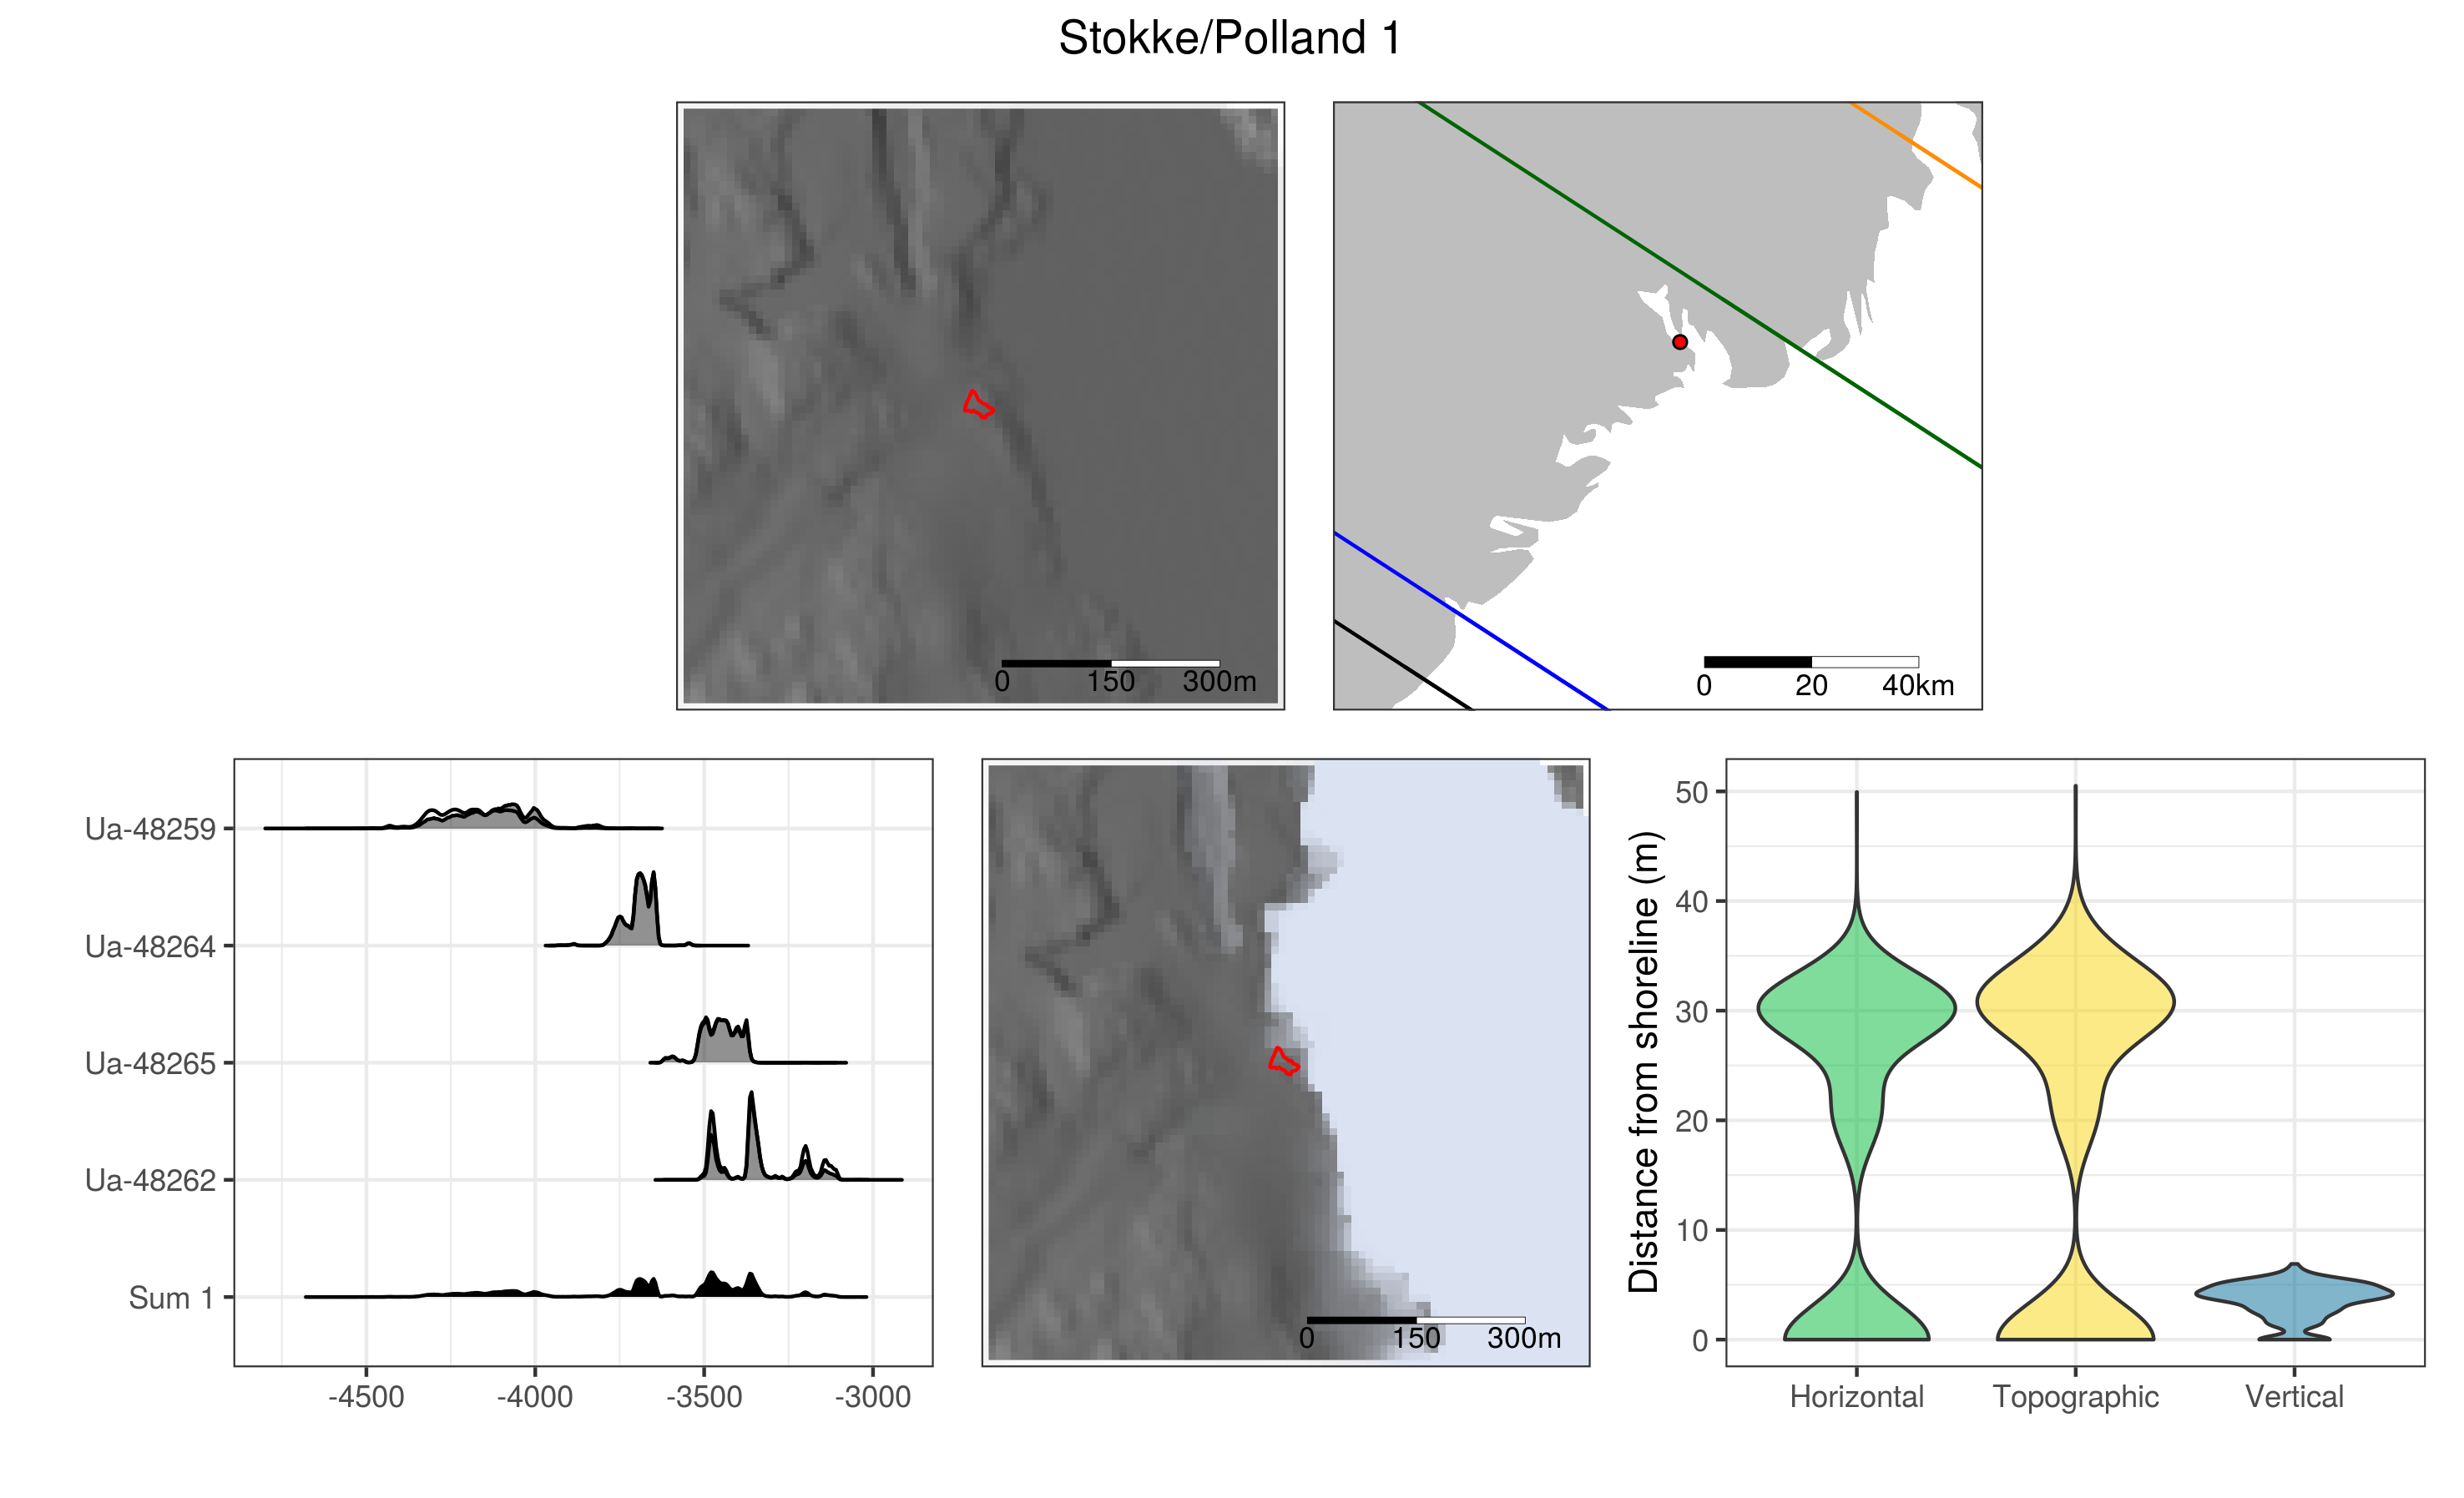 Stokke/Polland 1
0 150 300m
0 20 40km
Ua-48259
Ua-48264
Ua-48265
Ua-48262
Sum 1
-4500 -4000 -3500 -3000
0 150 300m
Distance from shoreline (m)
50
40
30
20
10
0
Horizontal Topographic Vertical